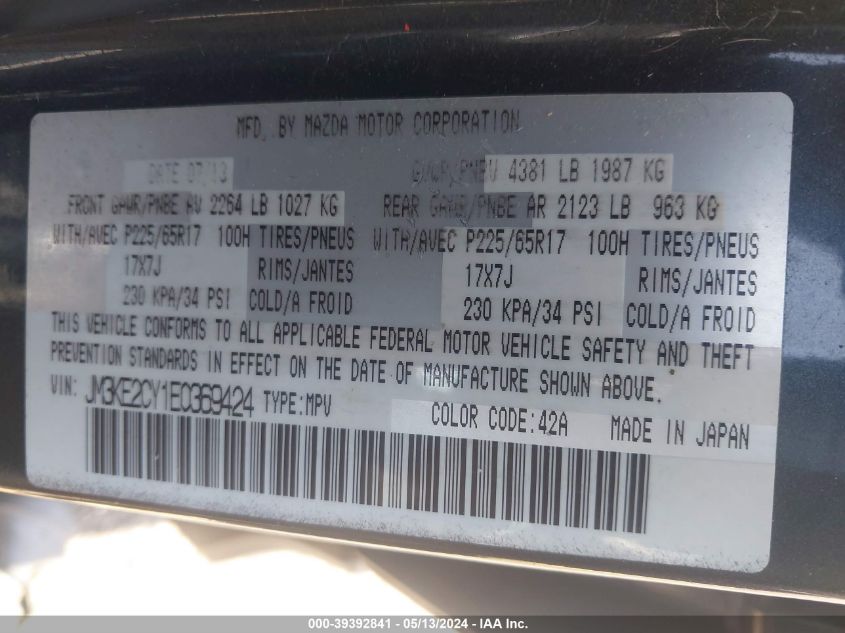 MFD. BY MAZDA MOTOR CORPORATION
DATE 07/13 GVWR/PNBV 4381 LB 1987 KG
FRONT GAWR/PNBE AV 2264 LB 1027 KG REAR GAWR/PNBE AR 2123 LB 963 KG
WITH/AVEC P225/65R17 100H TIRES/PNEUS WITH/AVEC P225/65R17 100H TIRES/PNEUS
17X7J RIMS/JANTES 17X7J RIMS/JANTES
230 KPA/34 PSI COLD/A FROID 230 KPA/34 PSI COLD/A FROID
THIS VEHICLE CONFORMS TO ALL APPLICABLE FEDERAL MOTOR VEHICLE SAFETY AND THEFT
PREVENTION STANDARDS IN EFFECT ON THE DATE OF MANUFACTURE SHOWN ABOVE.
VIN: JM3KE2CY1E0369424 TYPE:MPV COLOR CODE:42A MADE IN JAPAN
000-39392841 - 05/13/2024 - IAA Inc.